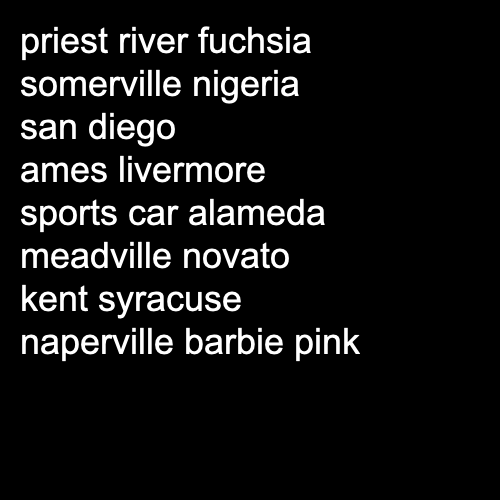 priest river fuchsia
somerville nigeria
san diego
ames livermore
sports car alameda
meadville novato
kent syracuse
naperville barbie pink